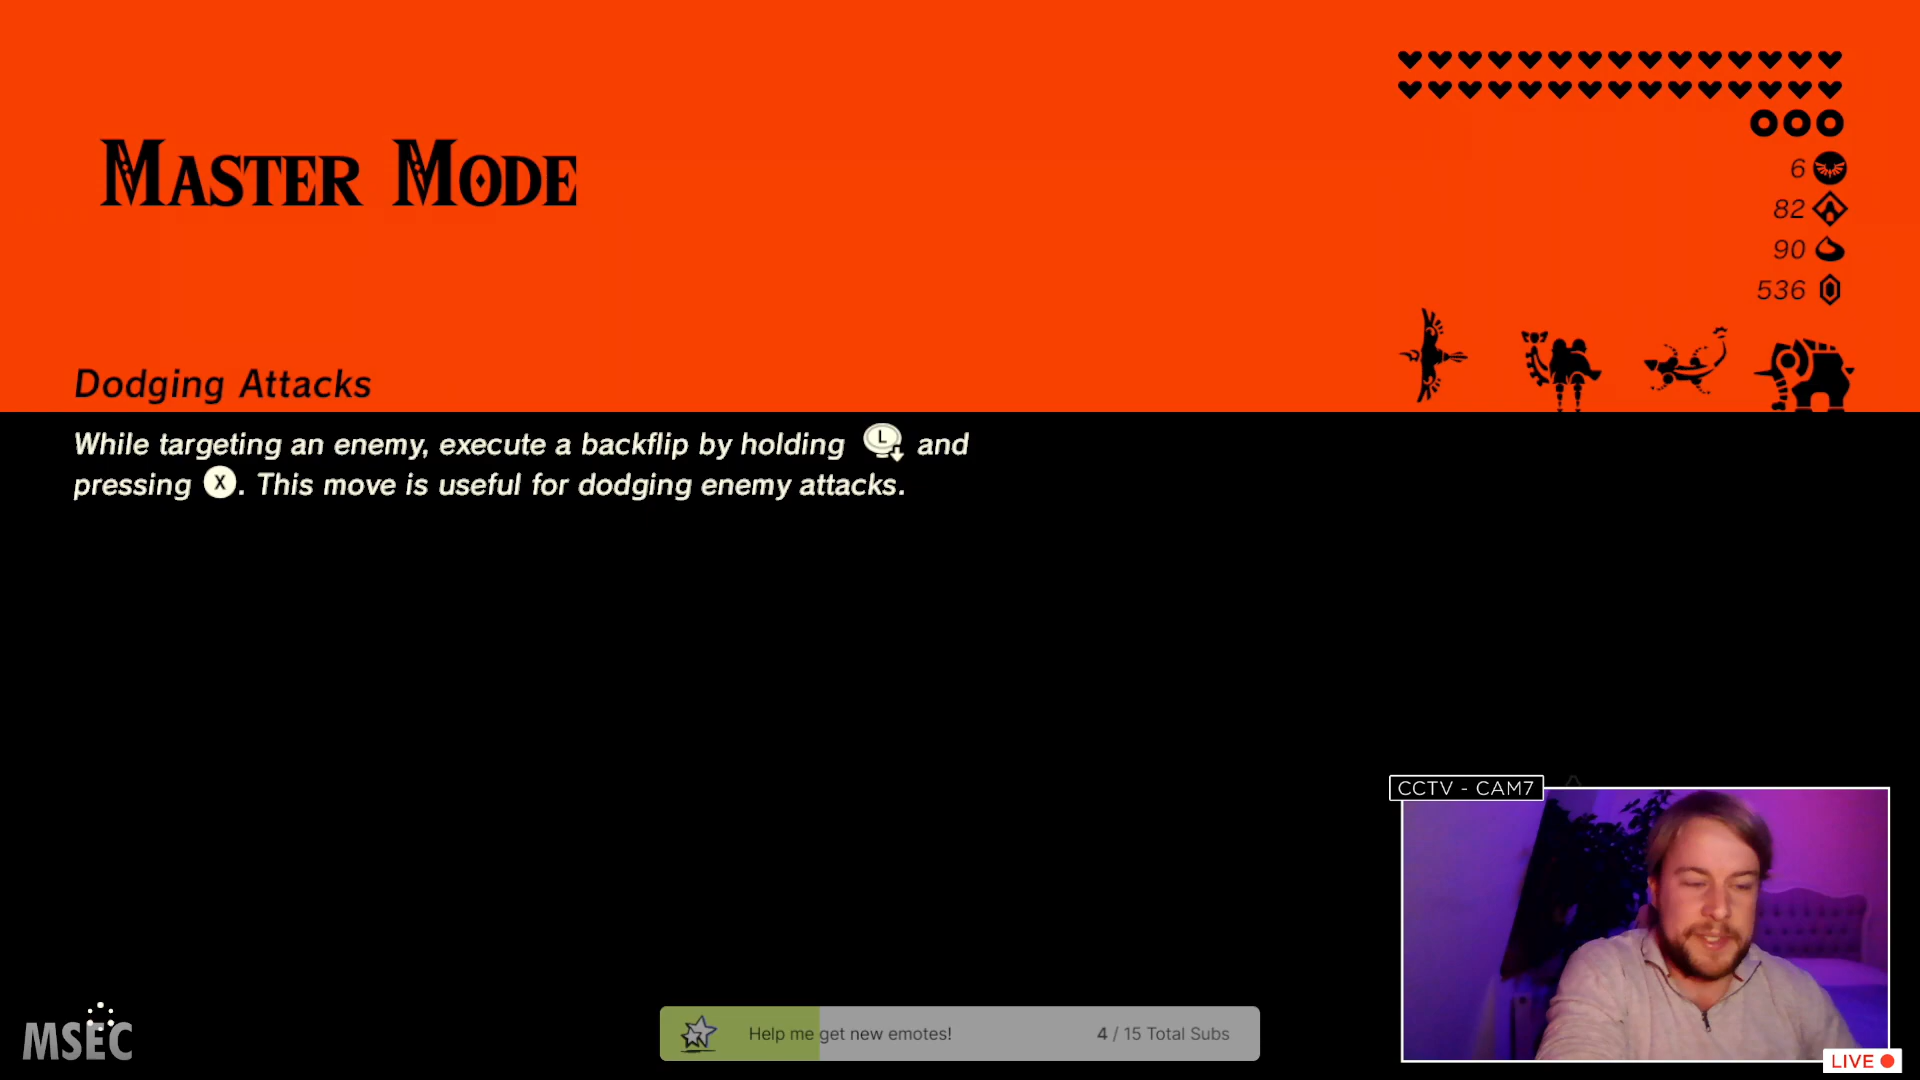 MASTER MODE
6
82
90
536
Dodging Attacks
While targeting an enemy, execute a backflip by holding L and
pressing X. This move is useful for dodging enemy attacks.
CCTV - CAM7
MSEC
7
Help me get new emotes!
4 / 15 Total Subs
LIVE